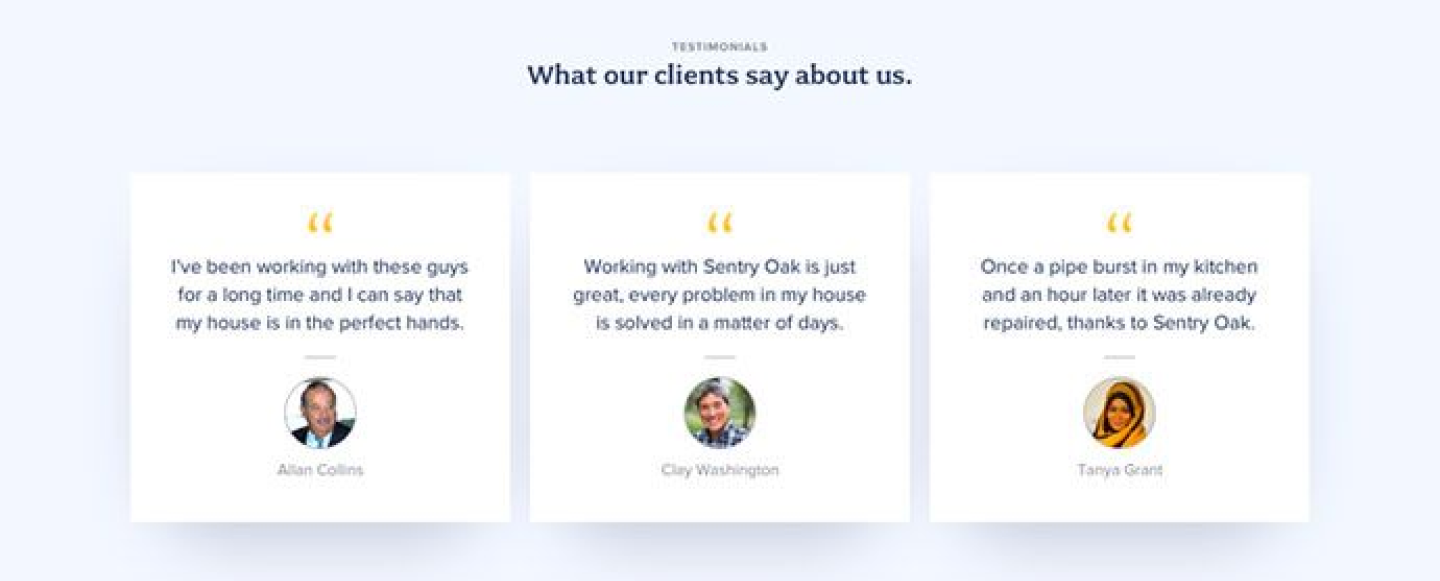 TESTIMONIALS
What our clients say about us.
“
I've been working with these guys
for a long time and I can say that
my house is in the perfect hands.
Allan Collins
“
Working with Sentry Oak is just
great, every problem in my house
is solved in a matter of days.
Clay Washington
“
Once a pipe burst in my kitchen
and an hour later it was already
repaired, thanks to Sentry Oak.
Tanya Grant